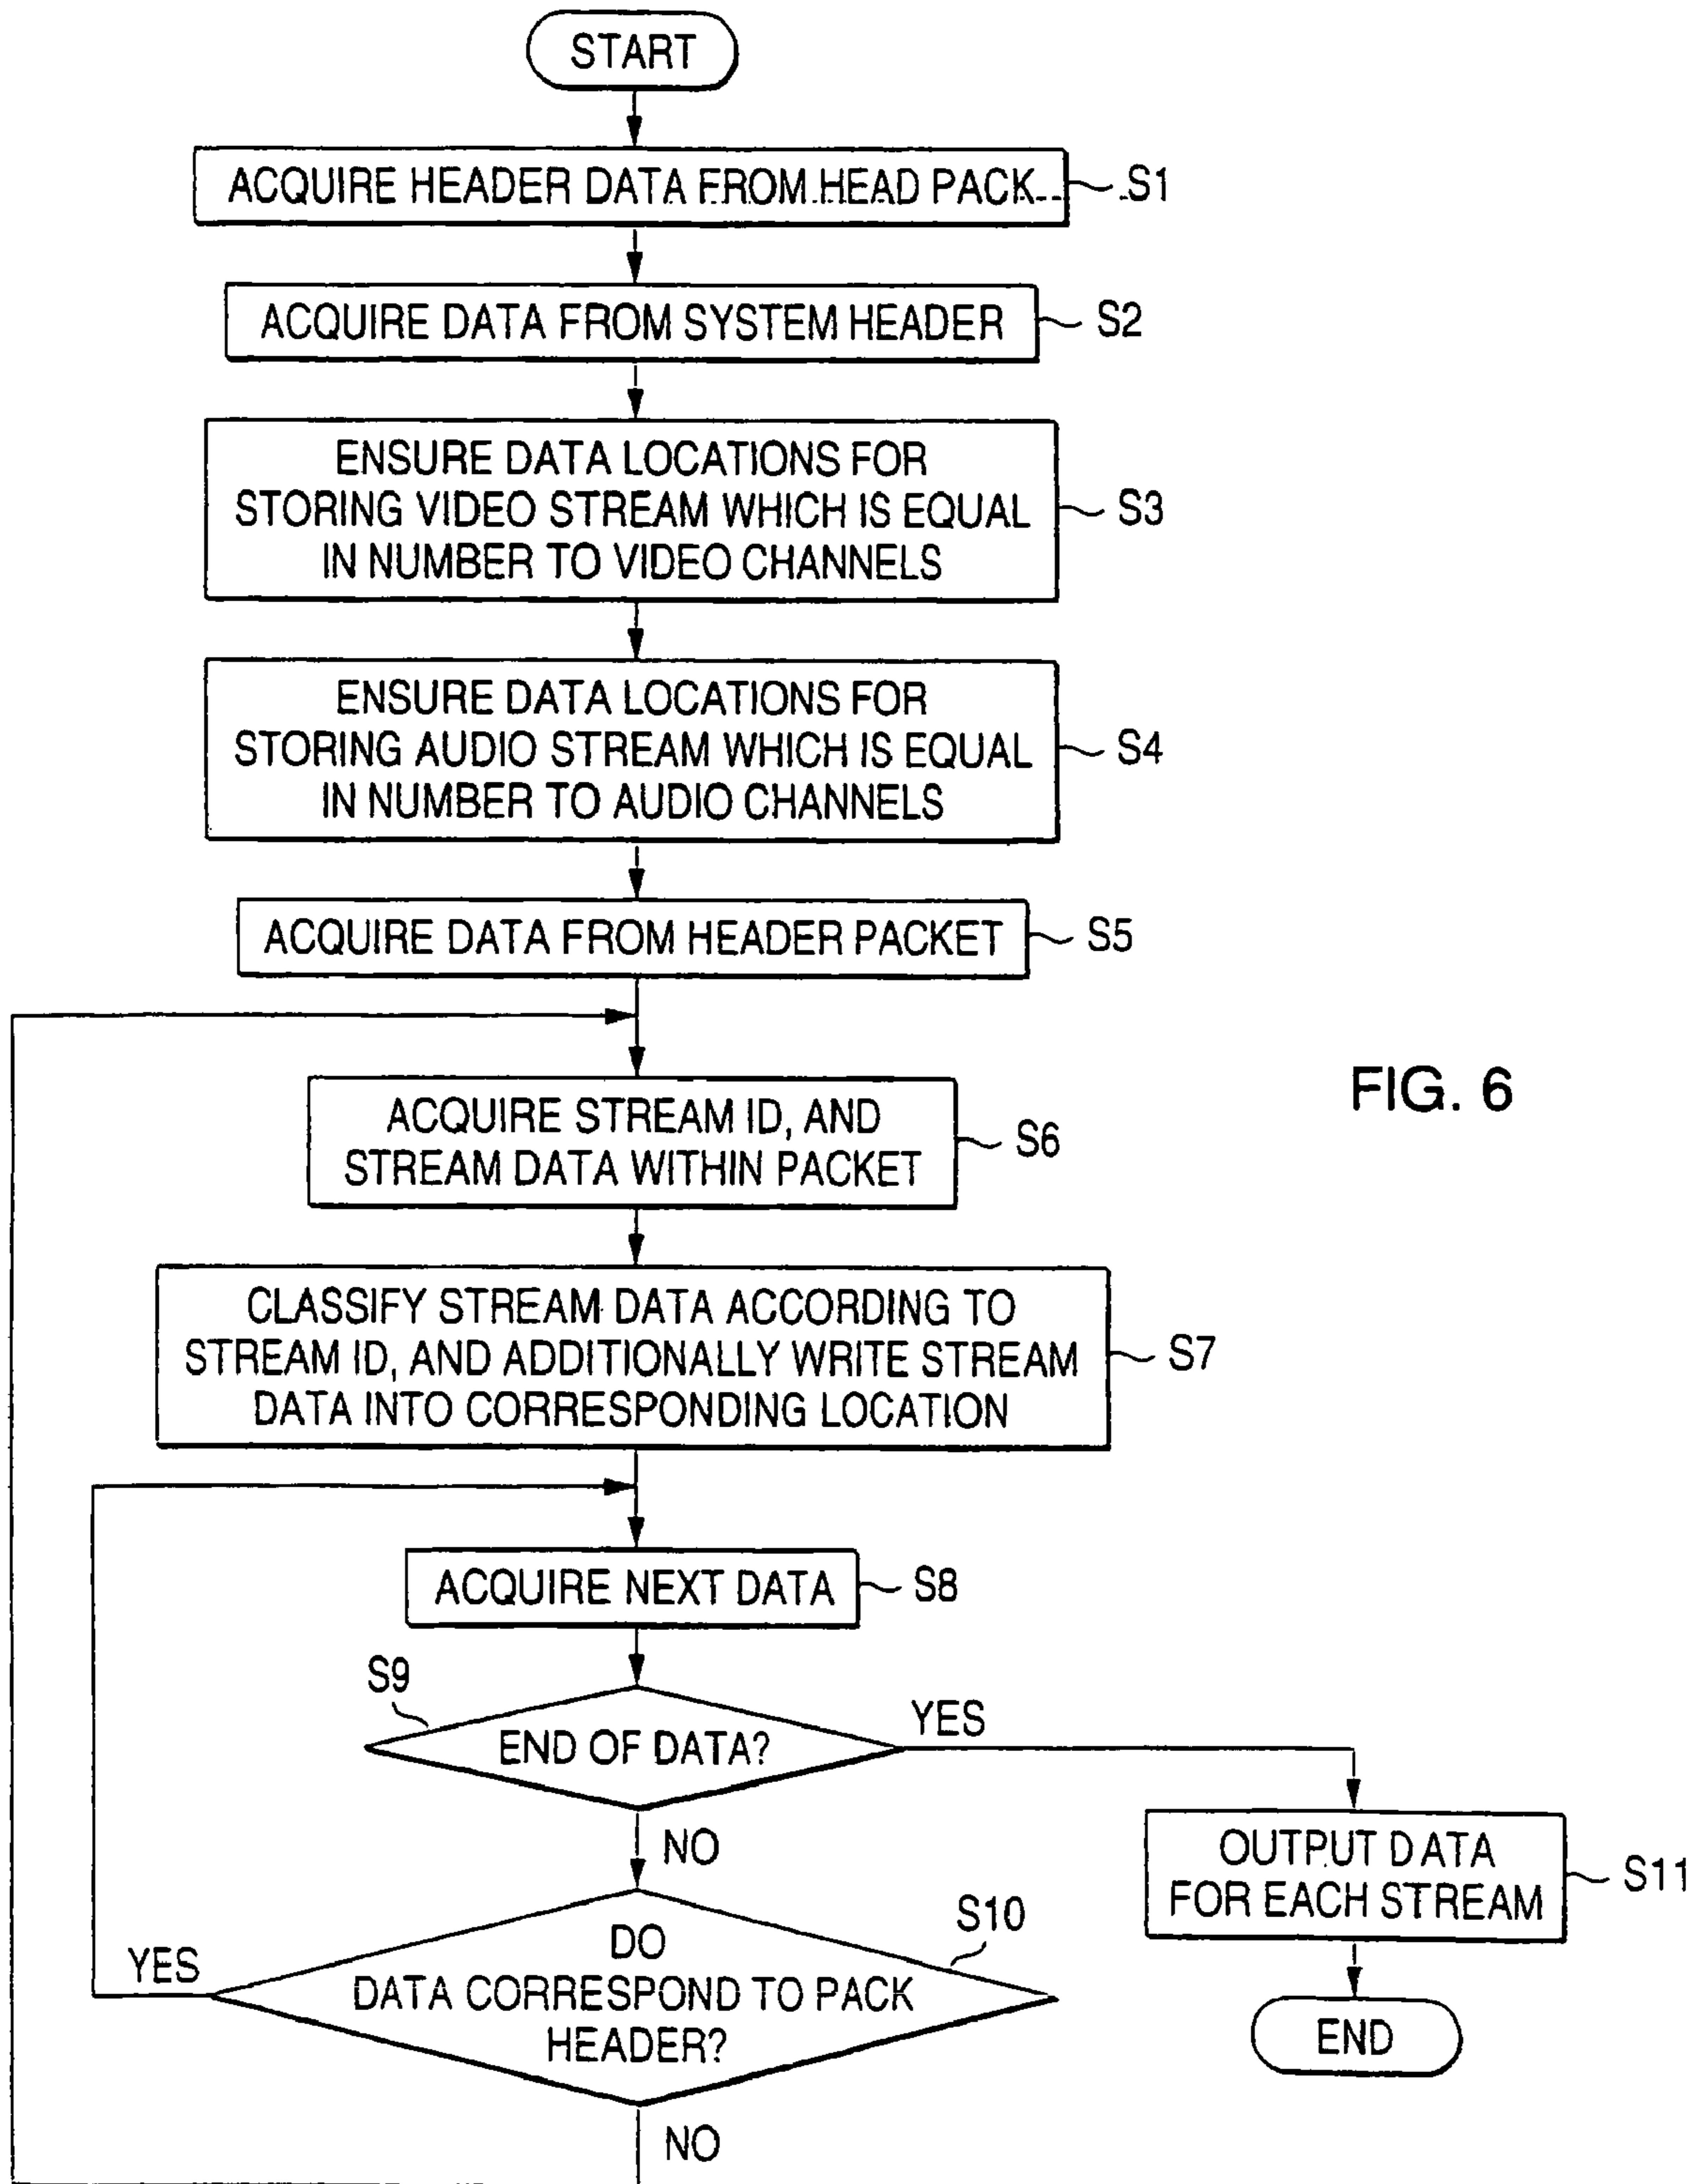 START
ACQUIRE HEADER DATA FROM HEAD PACK
S1
ACQUIRE DATA FROM SYSTEM HEADER
S2
ENSURE DATA LOCATIONS FOR
STORING VIDEO STREAM WHICH IS EQUAL
IN NUMBER TO VIDEO CHANNELS
S3
ENSURE DATA LOCATIONS FOR
STORING AUDIO STREAM WHICH IS EQUAL
IN NUMBER TO AUDIO CHANNELS
S4
ACQUIRE DATA FROM HEADER PACKET
S5
FIG. 6
ACQUIRE STREAM ID, AND
STREAM DATA WITHIN PACKET
S6
CLASSIFY STREAM DATA ACCORDING TO
STREAM ID, AND ADDITIONALLY WRITE STREAM
DATA INTO CORRESPONDING LOCATION
S7
ACQUIRE NEXT DATA
S8
S9
END OF DATA?
YES
NO
OUTPUT DATA
FOR EACH STREAM
S11
S10
DO
DATA CORRESPOND TO PACK
HEADER?
YES
END
NO